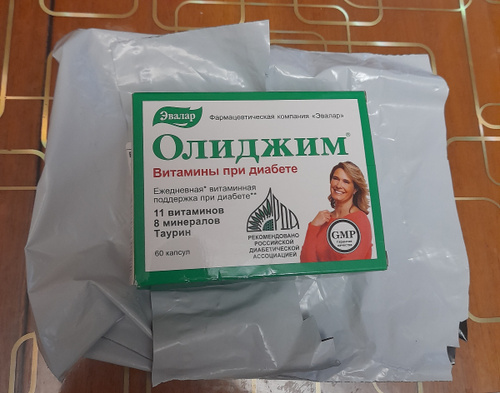 Эвалар
Фармацевтическая компания «Эвалар»
Олиджим®
Витамины при диабете
Ежедневная* витаминная
поддержка при диабете**
11 витаминов
8 минералов
Таурин
60 капсул
РЕКОМЕНДОВАНО
РОССИЙСКОЙ
ДИАБЕТИЧЕСКОЙ
АССОЦИАЦИЕЙ
GMP